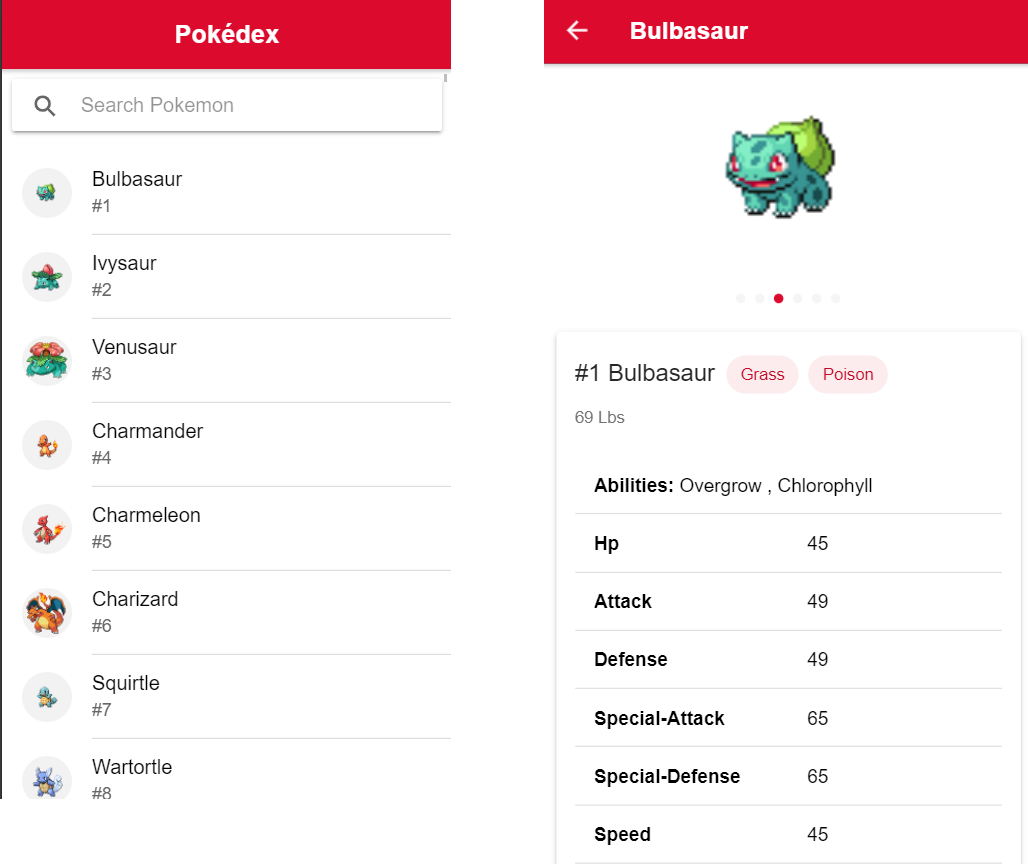 Pokédex
Search Pokemon
Bulbasaur
#1
Ivysaur
#2
Venusaur
#3
Charmander
#4
Charmeleon
#5
Charizard
#6
Squirtle
#7
Wartortle
#8
Bulbasaur
#1 Bulbasaur Grass Poison
69 Lbs
Abilities: Overgrow , Chlorophyll
Hp 45
Attack 49
Defense 49
Special-Attack 65
Special-Defense 65
Speed 45